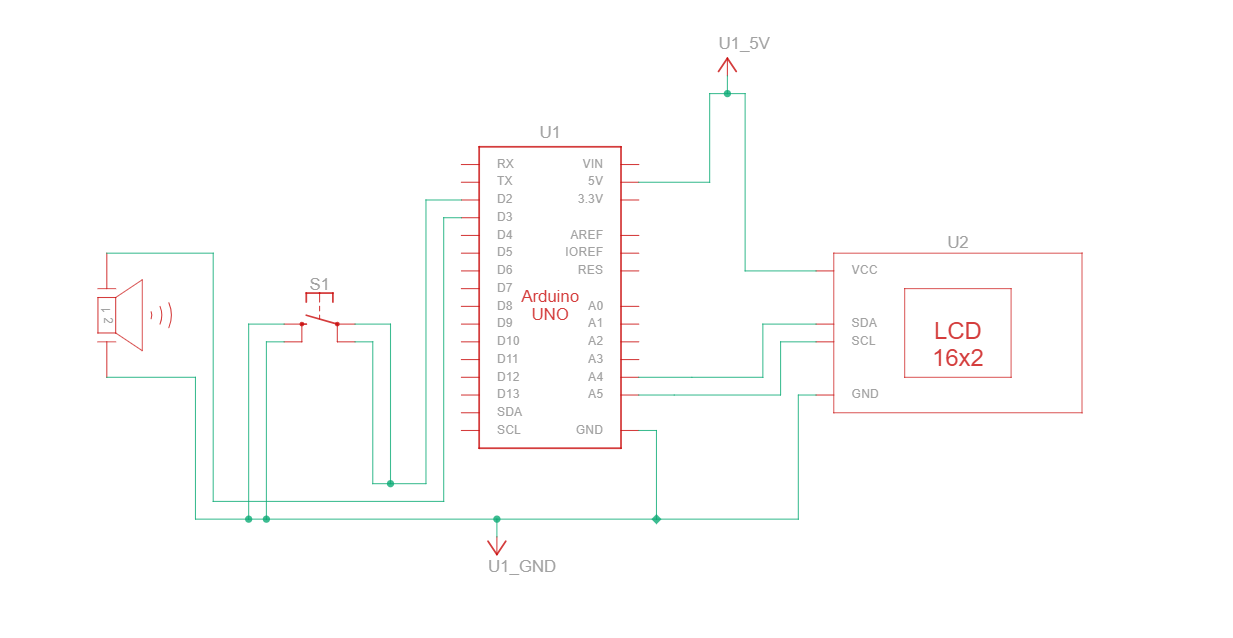 U1_5V
U1
RX VIN
TX 5V
D2 3.3V
D3
D4 AREF
D5 IOREF
D6 RES
D7
D8 A0
D9 A1
D10 A2
D11 A3
D12 A4
D13 A5
SDA
SCL GND
Arduino
UNO
U2
VCC
SDA
SCL
GND
LCD
16x2
S1
1 2
U1_GND